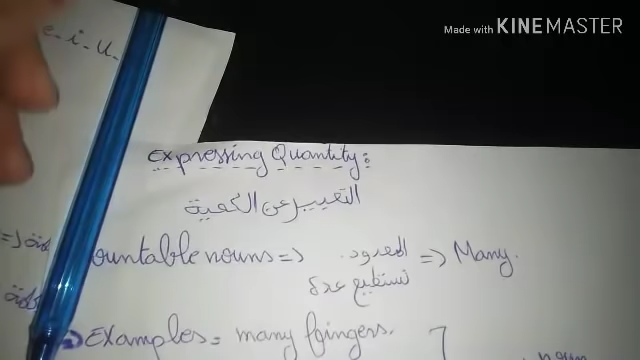 Made with KINEMASTER
e - i - u -
Expressing Quantity:
التعبير عن الكمية
ountable nouns => المعدود => Many.
نستطيع عده
Examples = many fingers.